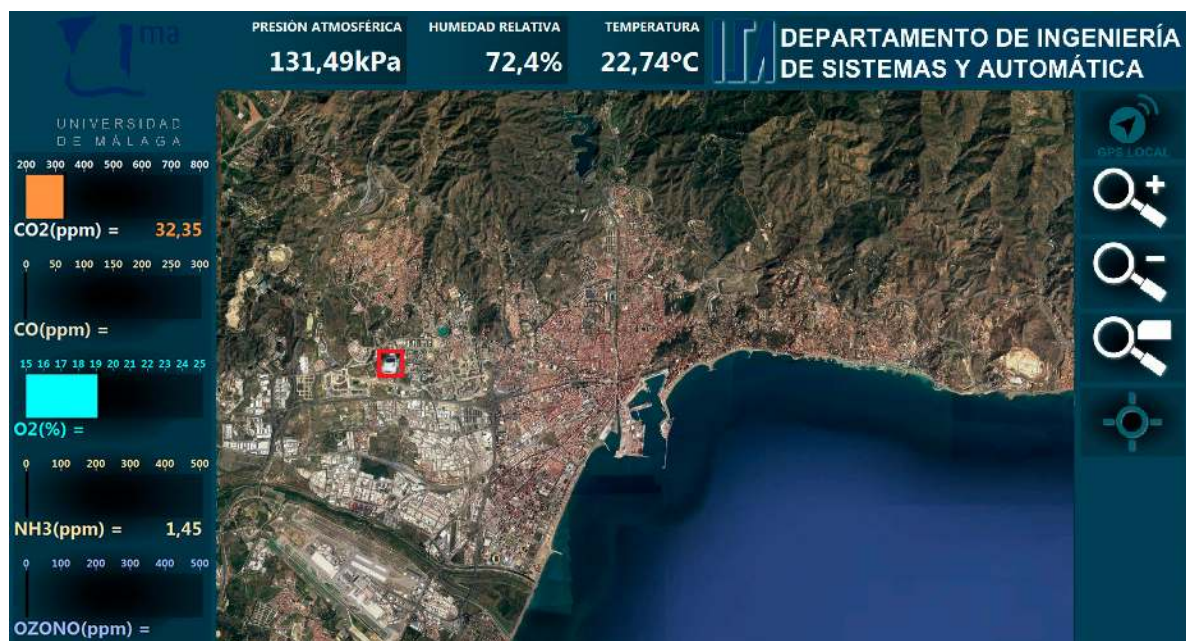 uma
UNIVERSIDAD
DE MÁLAGA
PRESIÓN ATMOSFÉRICA
131,49kPa
HUMEDAD RELATIVA
72,4%
TEMPERATURA
22,74ºC
ISA
DEPARTAMENTO DE INGENIERÍA
DE SISTEMAS Y AUTOMÁTICA
200 300 400 500 600 700 800
CO2(ppm) = 32,35
0 50 100 150 200 250 300
CO(ppm) =
15 16 17 18 19 20 21 22 23 24 25
O2(%) =
0 100 200 300 400 500
NH3(ppm) = 1,45
0 100 200 300 400 500
OZONO(ppm) =
GPS LOCAL